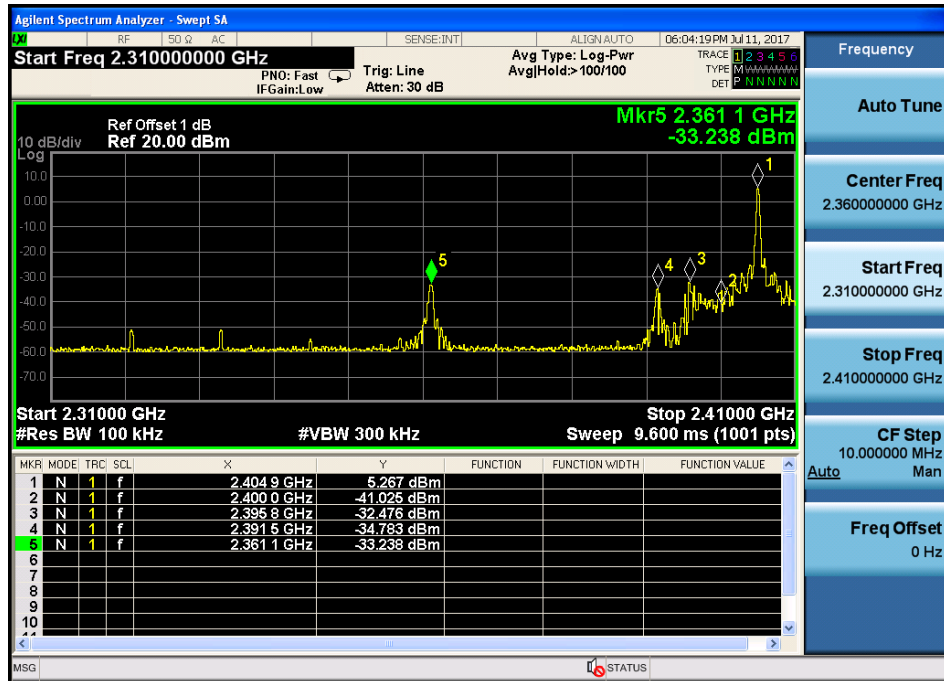 Agilent Spectrum Analyzer - Swept SA
LXI RF 50 Ω AC SENSE:INT ALIGN AUTO 06:04:19PM Jul 11, 2017
Start Freq 2.310000000 GHz
PNO: Fast
IFGain:Low
Trig: Line
Atten: 30 dB
Avg Type: Log-Pwr
Avg|Hold:>100/100
TRACE 1 2 3 4 5 6
TYPE M WWWWW
DET P N N N N N
Ref Offset 1 dB
Ref 20.00 dBm
Mkr5 2.361 1 GHz
-33.238 dBm
10 dB/div
Log
10.0
0.00
-10.0
-20.0
-30.0
-40.0
-50.0
-60.0
-70.0
5
4
3
2
1
Start 2.31000 GHz
Stop 2.41000 GHz
#Res BW 100 kHz
#VBW 300 kHz
Sweep 9.600 ms (1001 pts)
MKR MODE TRC SCL X Y FUNCTION FUNCTION WIDTH FUNCTION VALUE
1 N 1 f 2.404 9 GHz 5.267 dBm
2 N 1 f 2.400 0 GHz -41.025 dBm
3 N 1 f 2.395 8 GHz -32.476 dBm
4 N 1 f 2.391 5 GHz -34.783 dBm
5 N 1 f 2.361 1 GHz -33.238 dBm
6
7
8
9
10
11
MSG
STATUS
Frequency
Auto Tune
Center Freq
2.360000000 GHz
Start Freq
2.310000000 GHz
Stop Freq
2.410000000 GHz
CF Step
10.000000 MHz
Auto Man
Freq Offset
0 Hz